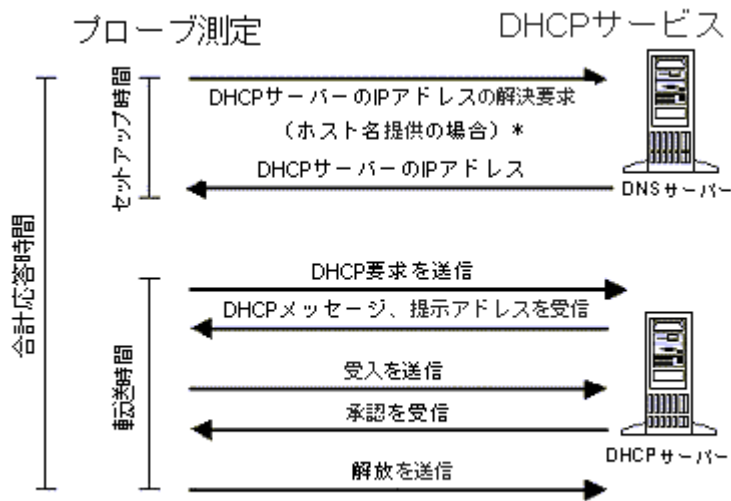 プローブ測定
DHCPサービス
DHCPサーバーのIPアドレスの解決要求
（ホスト名提供の場合）*
DHCPサーバーのIPアドレス
DNSサーバー
セットアップ時間
合計応答時間
DHCP要求を送信
DHCPメッセージ、提示アドレスを受信
受入を送信
承認を受信
解放を送信
転送時間
DHCPサーバー